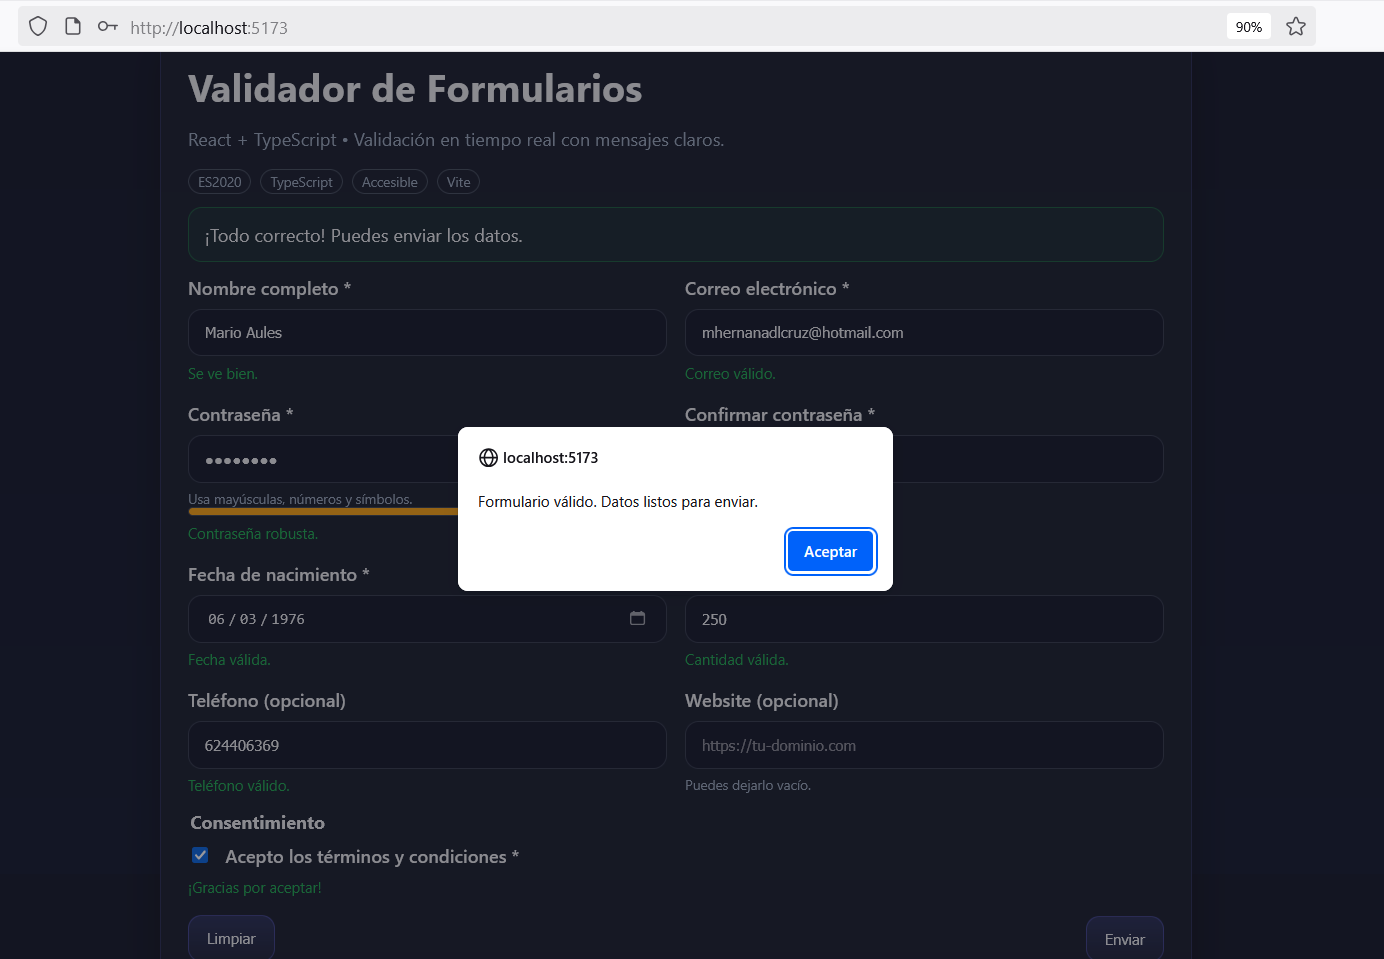 http://localhost:5173
90%
Validador de Formularios
React + TypeScript • Validación en tiempo real con mensajes claros.
ES2020 TypeScript Accesible Vite
¡Todo correcto! Puedes enviar los datos.
Nombre completo *
Correo electrónico *
Mario Aules
mhernanadlcruz@hotmail.com
Se ve bien.
Correo válido.
Contraseña *
Confirmar contraseña *
••••••••
Usa mayúsculas, números y símbolos.
Contraseña robusta.
localhost:5173
Formulario válido. Datos listos para enviar.
Aceptar
Fecha de nacimiento *
06 / 03 / 1976
250
Fecha válida.
Cantidad válida.
Teléfono (opcional)
Website (opcional)
624406369
https://tu-dominio.com
Teléfono válido.
Puedes dejarlo vacío.
Consentimiento
Acepto los términos y condiciones *
¡Gracias por aceptar!
Limpiar
Enviar